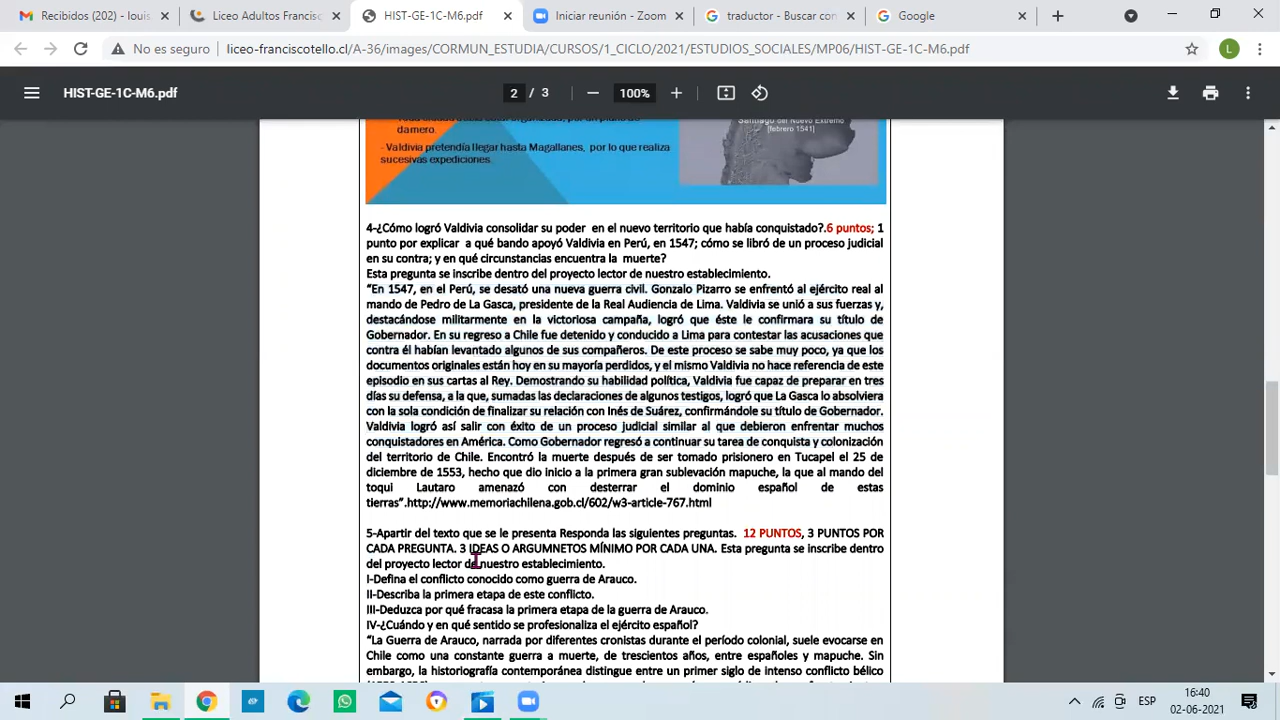 Recibidos (202) - louis
Liceo Adultos Francisc
HIST-GE-1C-M6.pdf
Iniciar reunión - Zoom
traductor - Buscar con
Google
No es seguro
liceo-franciscotello.cl/A-36/images/CORMUN_ESTUDIA/CURSOS/1_CICLO/2021/ESTUDIOS_SOCIALES/MP06/HIST-GE-1C-M6.pdf
L
HIST-GE-1C-M6.pdf
2 / 3
100%
damero.
- Valdivia pretendía llegar hasta Magallanes, por lo que realiza
sucesivas expediciones.
Santiago del Nuevo Extremo
[febrero 1541]
4-¿Cómo logró Valdivia consolidar su poder en el nuevo territorio que había conquistado?.6 puntos; 1
punto por explicar a qué bando apoyó Valdivia en Perú, en 1547; cómo se libró de un proceso judicial
en su contra; y en qué circunstancias encuentra la muerte?
Esta pregunta se inscribe dentro del proyecto lector de nuestro establecimiento.
“En 1547, en el Perú, se desató una nueva guerra civil. Gonzalo Pizarro se enfrentó al ejército real al
mando de Pedro de La Gasca, presidente de la Real Audiencia de Lima. Valdivia se unió a sus fuerzas y,
destacándose militarmente en la victoriosa campaña, logró que éste le confirmara su título de
Gobernador. En su regreso a Chile fue detenido y conducido a Lima para contestar las acusaciones que
contra él habían levantado algunos de sus compañeros. De este proceso se sabe muy poco, ya que los
documentos originales están hoy en su mayoría perdidos, y el mismo Valdivia no hace referencia de este
episodio en sus cartas al Rey. Demostrando su habilidad política, Valdivia fue capaz de preparar en tres
días su defensa, a la que, sumadas las declaraciones de algunos testigos, logró que La Gasca lo absolviera
con la sola condición de finalizar su relación con Inés de Suárez, confirmándole su título de Gobernador.
Valdivia logró así salir con éxito de un proceso judicial similar al que debieron enfrentar muchos
conquistadores en América. Como Gobernador regresó a continuar su tarea de conquista y colonización
del territorio de Chile. Encontró la muerte después de ser tomado prisionero en Tucapel el 25 de
diciembre de 1553, hecho que dio inicio a la primera gran sublevación mapuche, la que al mando del
toqui Lautaro amenazó con desterrar el dominio español de estas
tierras”.http://www.memoriachilena.gob.cl/602/w3-article-767.html
5-Apartir del texto que se le presenta Responda las siguientes preguntas. 12 PUNTOS, 3 PUNTOS POR
CADA PREGUNTA. 3 IDEAS O ARGUMNETOS MÍNIMO POR CADA UNA. Esta pregunta se inscribe dentro
del proyecto lector de nuestro establecimiento.
I-Defina el conflicto conocido como guerra de Arauco.
II-Describa la primera etapa de este conflicto.
III-Deduzca por qué fracasa la primera etapa de la guerra de Arauco.
IV-¿Cuándo y en qué sentido se profesionaliza el ejército español?
“La Guerra de Arauco, narrada por diferentes cronistas durante el período colonial, suele evocarse en
Chile como una constante guerra a muerte, de trescientos años, entre españoles y mapuche. Sin
embargo, la historiografía contemporánea distingue entre un primer siglo de intenso conflicto bélico
ESP
16:40
02-06-2021